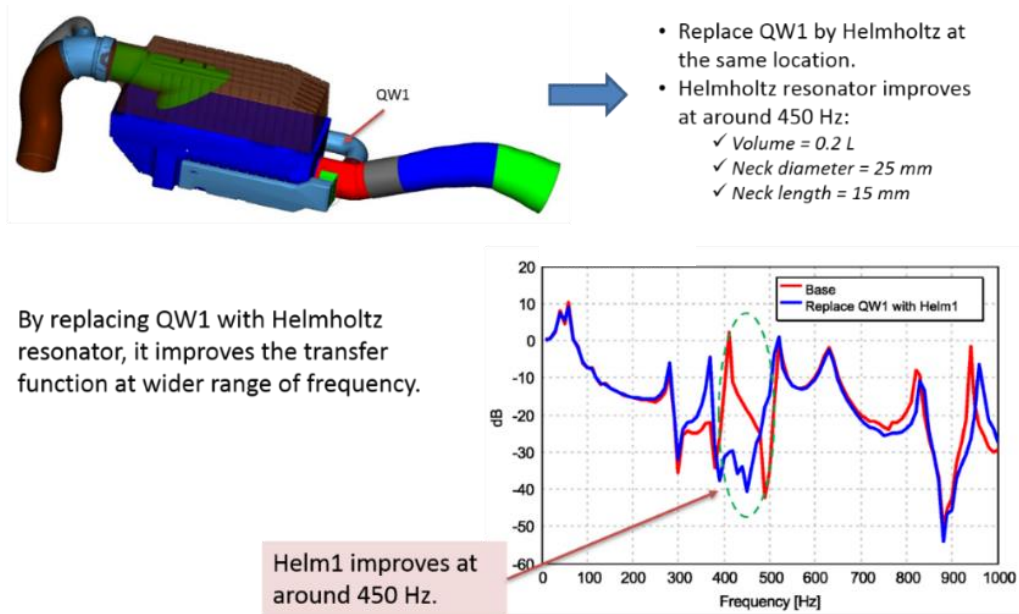 QW1
• Replace QW1 by Helmholtz at
the same location.
• Helmholtz resonator improves
at around 450 Hz:
✓ Volume = 0.2 L
✓ Neck diameter = 25 mm
✓ Neck length = 15 mm
By replacing QW1 with Helmholtz
resonator, it improves the transfer
function at wider range of frequency.
Helm1 improves at
around 450 Hz.
Base
Replace QW1 with Helm1
20
10
0
-10
-20
-30
-40
-50
-60
dB
0 100 200 300 400 500 600 700 800 900 1000
Frequency [Hz]